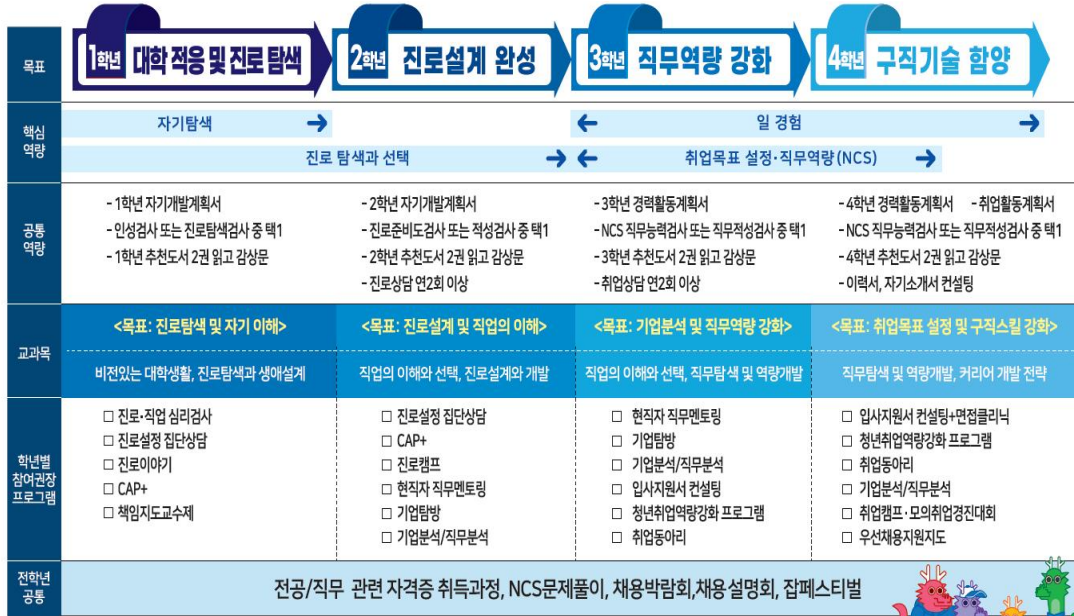 목표
1학년 대학 적응 및 진로 탐색
2학년 진로설계 완성
3학년 직무역량 강화
4학년 구직기술 함양
핵심
역량
자기탐색
일 경험
진로 탐색과 선택
취업목표 설정·직무역량(NCS)
공통
역량
- 1학년 자기개발계획서
- 인성검사 또는 진로탐색검사 중 택1
- 1학년 추천도서 2권 읽고 감상문
- 2학년 자기개발계획서
- 진로준비도검사 또는 적성검사 중 택1
- 2학년 추천도서 2권 읽고 감상문
- 진로상담 연2회 이상
- 3학년 경력활동계획서
- NCS 직무능력검사 또는 직무적성검사 중 택1
- 3학년 추천도서 2권 읽고 감상문
- 취업상담 연2회 이상
- 4학년 경력활동계획서 - 취업활동계획서
- NCS 직무능력검사 또는 직무적성검사 중 택1
- 4학년 추천도서 2권 읽고 감상문
- 이력서, 자기소개서 컨설팅
교과목
<목표: 진로탐색 및 자기 이해>
비전있는 대학생활, 진로탐색과 생애설계
<목표: 진로설계 및 직업의 이해>
직업의 이해와 선택, 진로설계와 개발
<목표: 기업분석 및 직무역량 강화>
직업의 이해와 선택, 직무탐색 및 역량개발
<목표: 취업목표 설정 및 구직스킬 강화>
직무탐색 및 역량개발, 커리어 개발 전략
학년별
참여권장
프로그램
□ 진로·직업 심리검사
□ 진로설정 집단상담
□ 진로이야기
□ CAP+
□ 책임지도교수제
□ 진로설정 집단상담
□ CAP+
□ 진로캠프
□ 현직자 직무멘토링
□ 기업탐방
□ 기업분석/직무분석
□ 현직자 직무멘토링
□ 기업탐방
□ 기업분석/직무분석
□ 입사지원서 컨설팅
□ 청년취업역량강화 프로그램
□ 취업동아리
□ 입사지원서 컨설팅+면접클리닉
□ 청년취업역량강화 프로그램
□ 취업동아리
□ 기업분석/직무분석
□ 취업캠프·모의취업경진대회
□ 우선채용지원지도
전학년
공통
전공/직무 관련 자격증 취득과정, NCS문제풀이, 채용박람회,채용설명회, 잡페스티벌